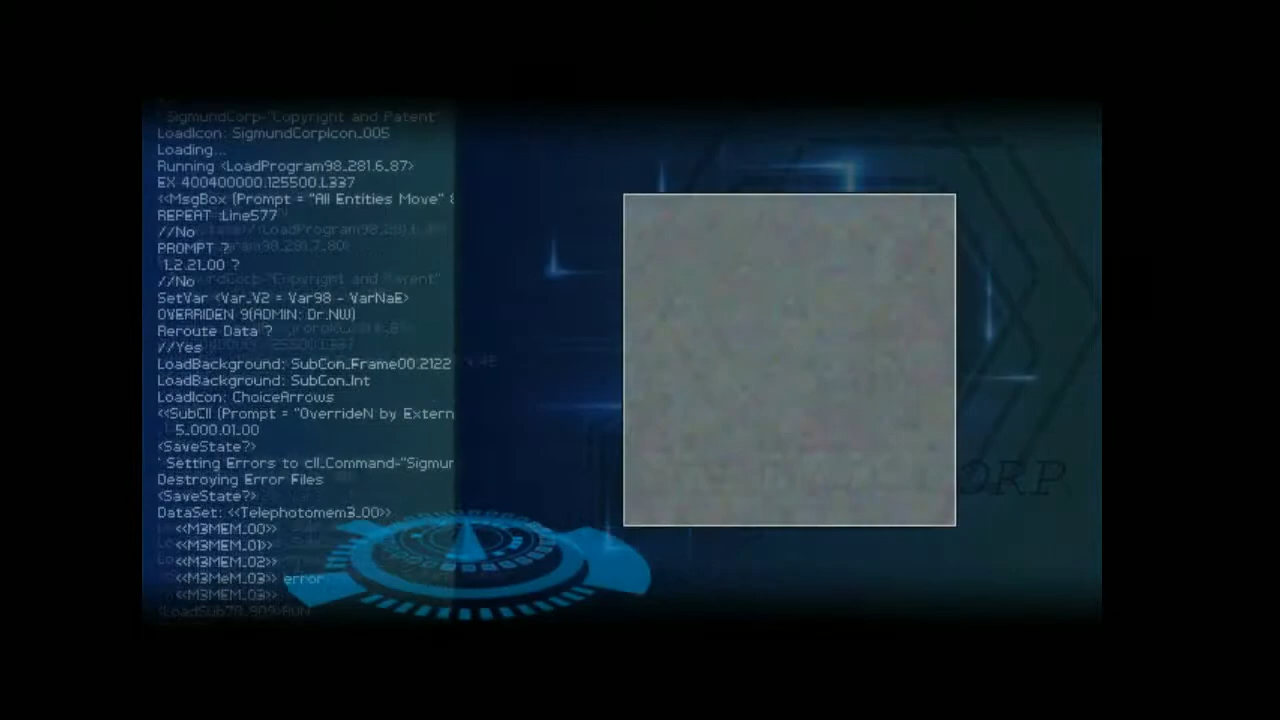 ' SigmundCorp-"Copyright and Patent"
LoadIcon: SigmundCorpIcon_005
Loading...
Running <LoadProgram98_281.6_87>
EX 400400000.125500.L337
<<MsgBox (Prompt = "All Entities Move" &
REPEAT :Line577
//No
PROMPT ?
1.2.21.00 ?
//No
SetVar <Var_V2 = Var98 - VarNaE>
OVERRIDEN 9(ADMIN: Dr.NW)
Reroute Data ?
//Yes
LoadBackground: SubCon_Frame00.2122
LoadBackground: SubCon_Int
LoadIcon: ChoiceArrows
<<SubCll (Prompt = "OverrideN by Extern
5_000.01.00
<SaveState?>
' Setting Errors to cll_Command-"Sigmur
Destroying Error Files
<SaveState?>
DataSet: <<Telephotomem3_00>>
<<M3MEM_00>>
<<M3MEM_01>>
<<M3MEM_02>>
<<M3MeM_03>> error
<<M3MEM_03>>
<LoadSub78_909>RUN
ORP